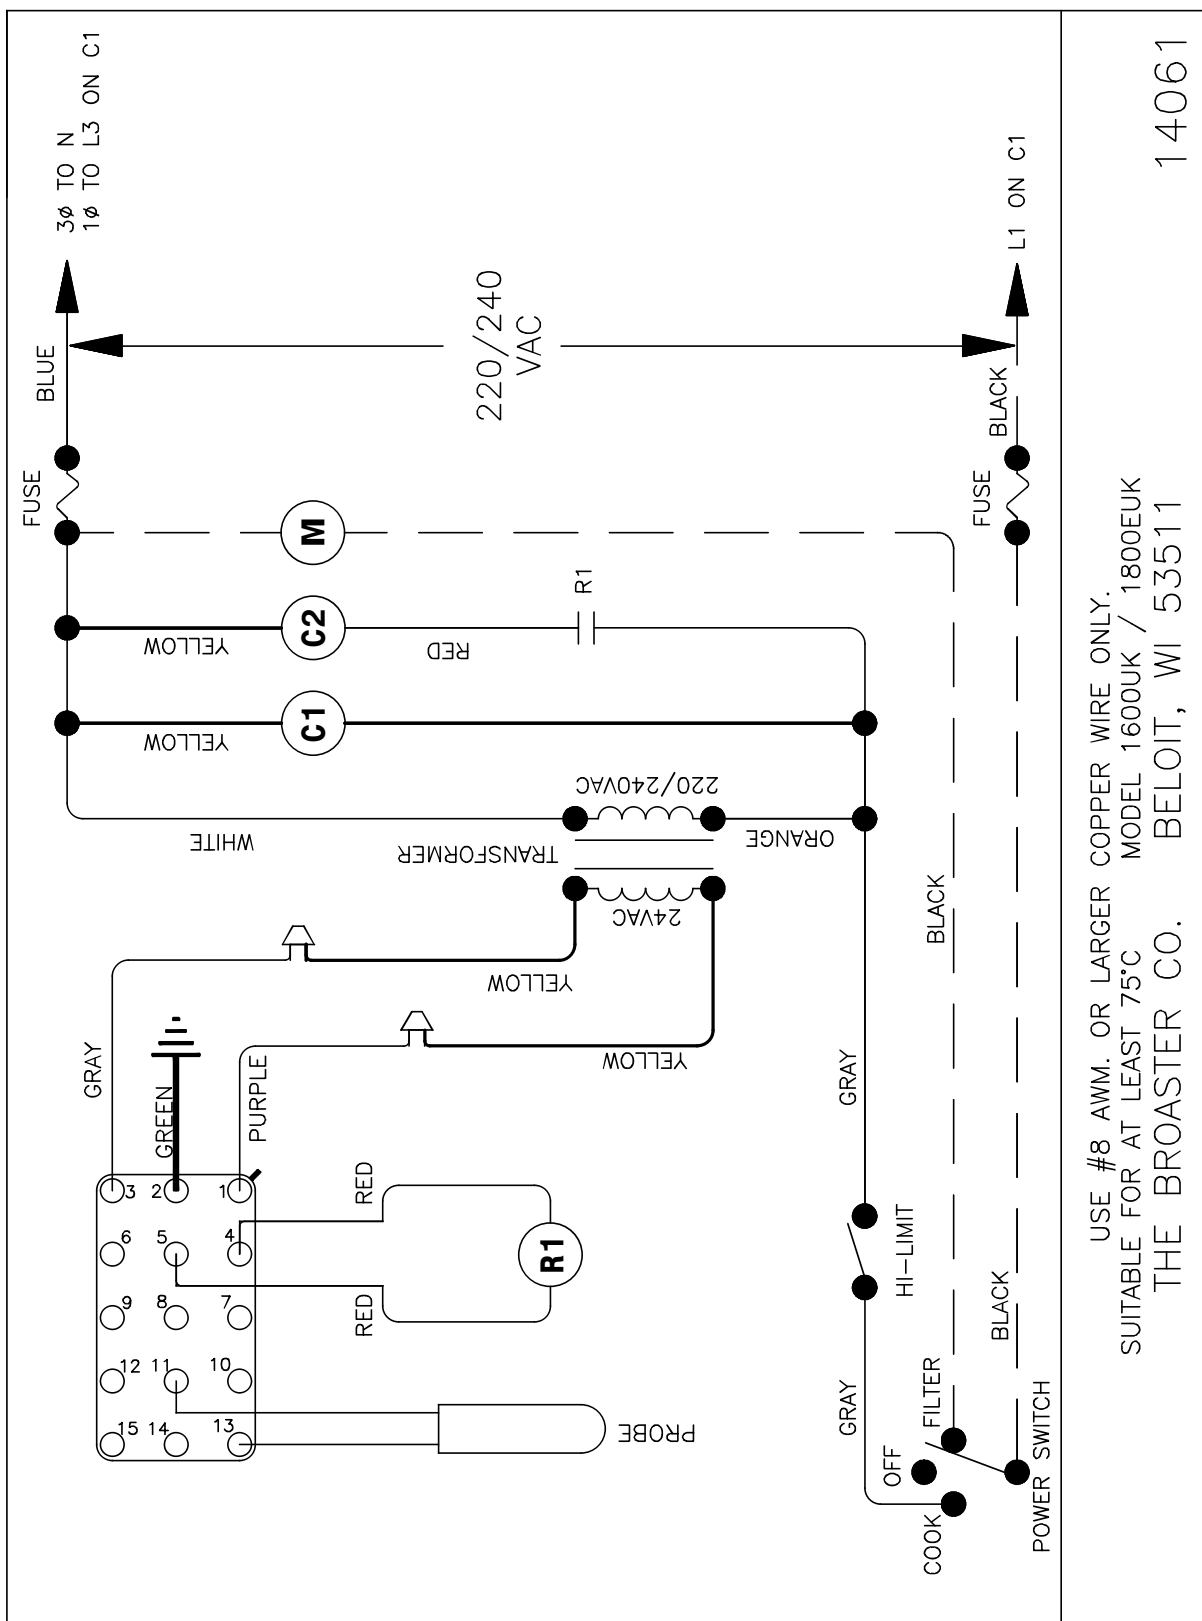 3ø TO N
1ø TO L3 ON C1
L1 ON C1
BLUE
220/240
VAC
BLACK
FUSE
FUSE
M
YELLOW
C2
RED
R1
YELLOW
C1
WHITE
TRANSFORMER
220/240VAC
24VAC
ORANGE
YELLOW
YELLOW
BLACK
GRAY
GREEN
PURPLE
GRAY
3
2
1
6
5
4
9
8
7
12
11
10
15
14
13
RED
RED
R1
PROBE
HI-LIMIT
BLACK
GRAY
FILTER
OFF
COOK
POWER SWITCH
USE #8 AWM. OR LARGER COPPER WIRE ONLY.
SUITABLE FOR AT LEAST 75°C MODEL 1600UK / 1800EUK
THE BROASTER CO. BELOIT, WI 53511 14061